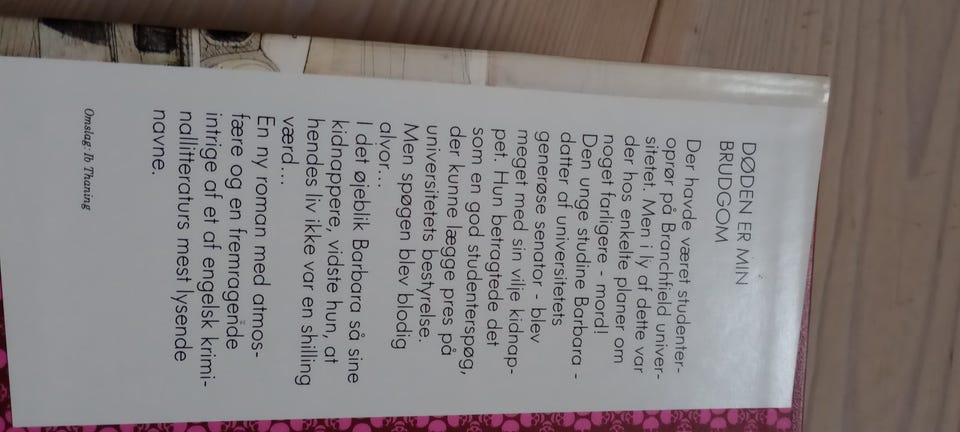 DØDEN ER MIN
BRUDGOM
Der havde været studenter-
oprør på Branchfield univer-
sitetet. Men i ly af dette var
der hos enkelte planer om
noget farligere - mord!
Den unge studine Barbara -
datter af universitetets
generøse senator - blev
meget med sin vilje kidnap-
pet. Hun betragtede det
som en god studenterspøg,
der kunne lægge pres på
universitetets bestyrelse.
Men spøgen blev blodig
alvor...
I det øjeblik Barbara så sine
kidnappere, vidste hun, at
hendes liv ikke var en shilling
værd...
En ny roman med atmos-
fære og en fremragende
intrige af et af engelsk krimi-
nallitteraturs mest lysende
navne.
Omslag: Ib Thaning